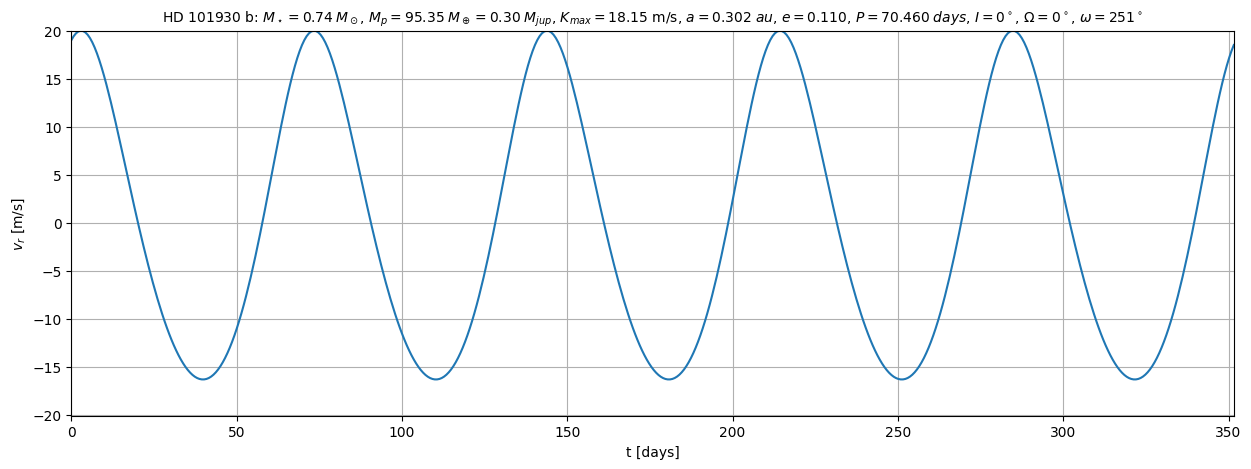 HD 101930 b: M⋆ = 0.74 M⊙, Mp = 95.35 M⊕ = 0.30 Mjup, Kmax = 18.15 m/s, a = 0.302 au, e = 0.110, P = 70.460 days, I = 0°, Ω = 0°, ω = 251°
20
15
10
5
0
−5
−10
−15
−20
vr [m/s]
0 50 100 150 200 250 300 350
t [days]